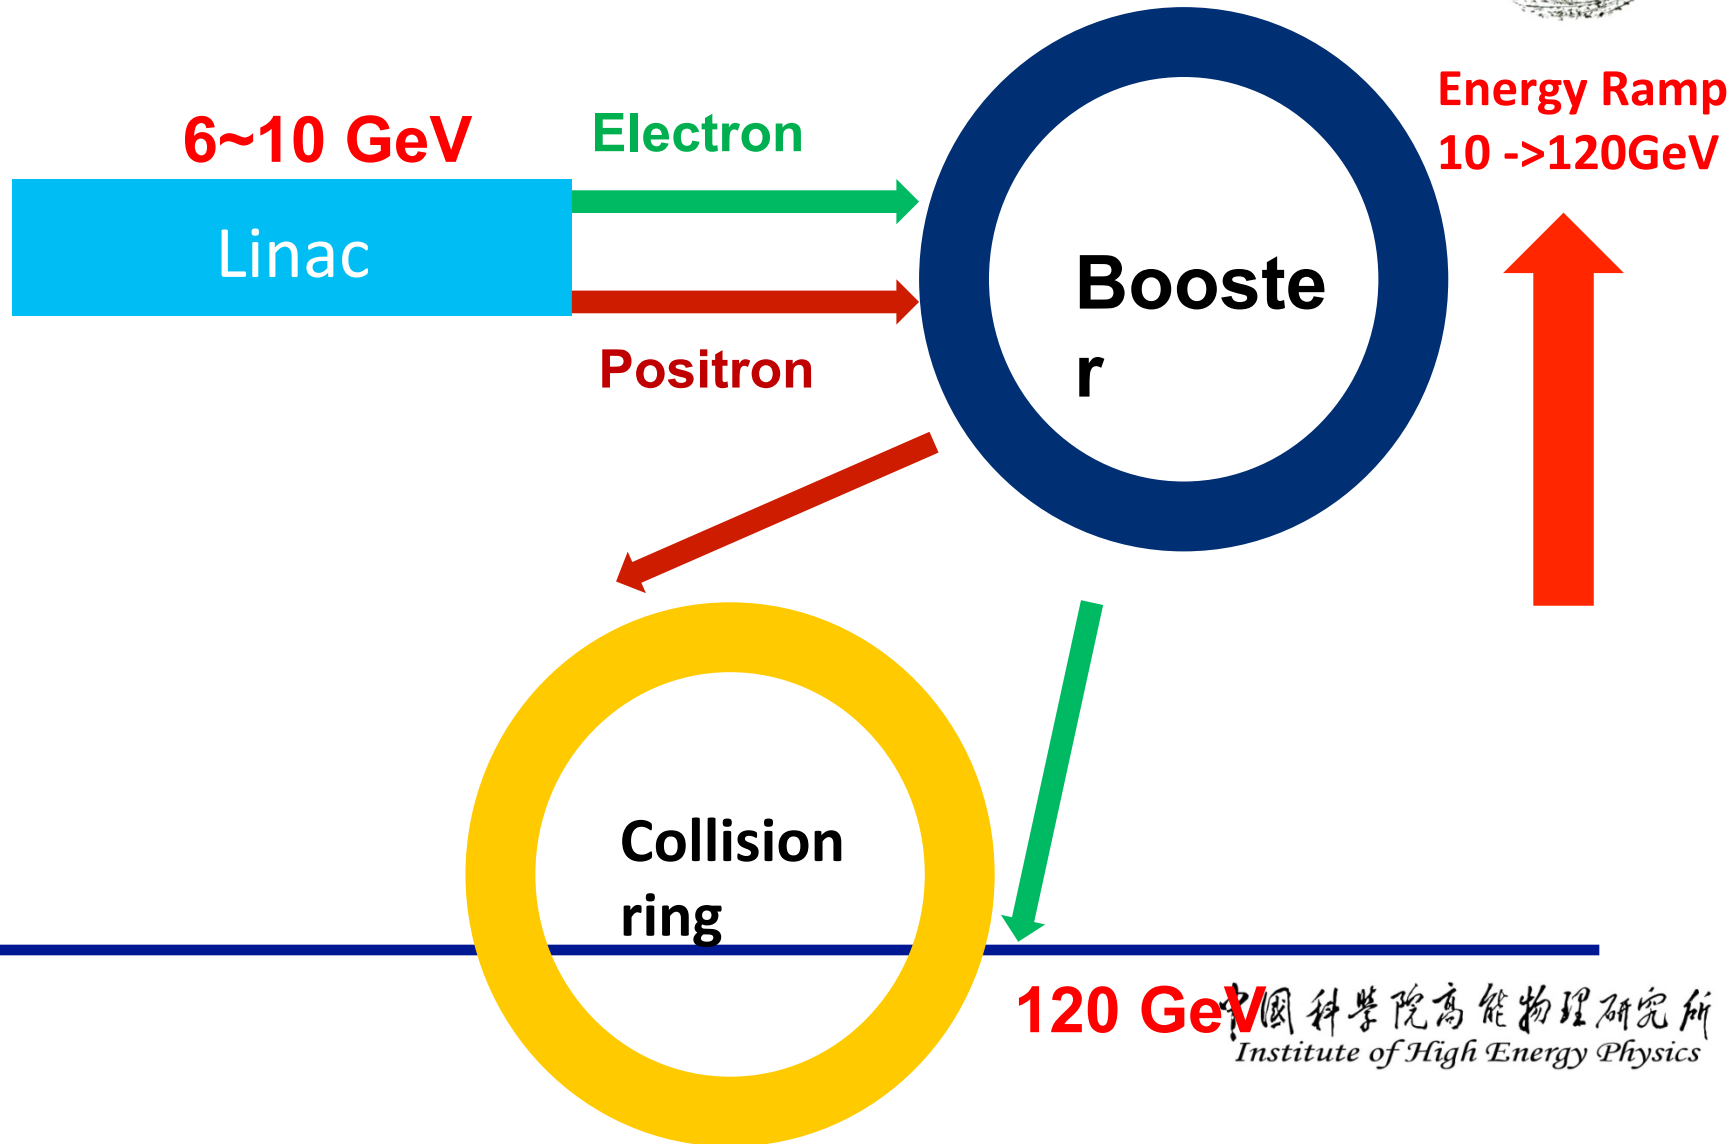 6~10 GeV
Electron
Energy Ramp
10 ->120GeV
Linac
Booste
r
Positron
Collision
ring
120 GeV
中國科學院高能物理研究所
Institute of High Energy Physics